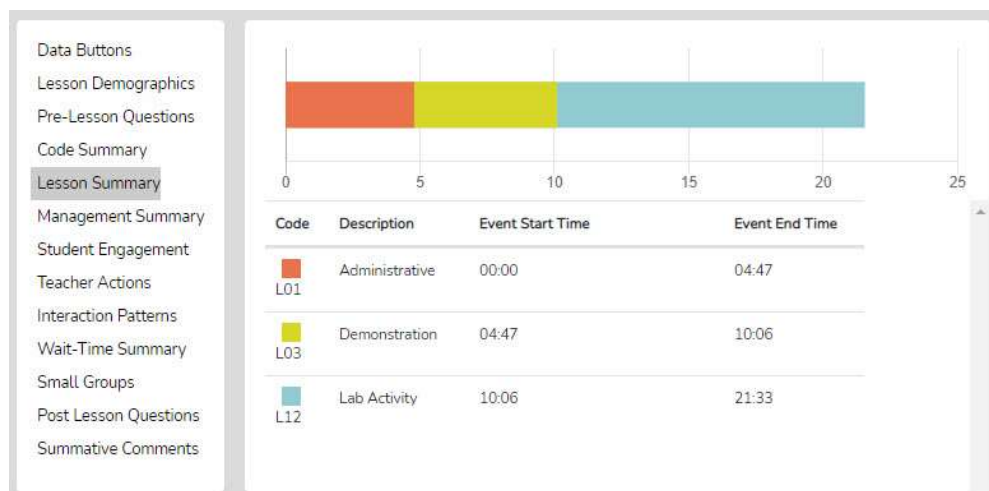 Data Buttons
Lesson Demographics
Pre-Lesson Questions
Code Summary
Lesson Summary
Management Summary
Student Engagement
Teacher Actions
Interaction Patterns
Wait-Time Summary
Small Groups
Post Lesson Questions
Summative Comments
0 5 10 15 20 25
Code Description Event Start Time Event End Time
Administrative 00:00 04:47
L01
Demonstration 04:47 10:06
L03
Lab Activity 10:06 21:33
L12